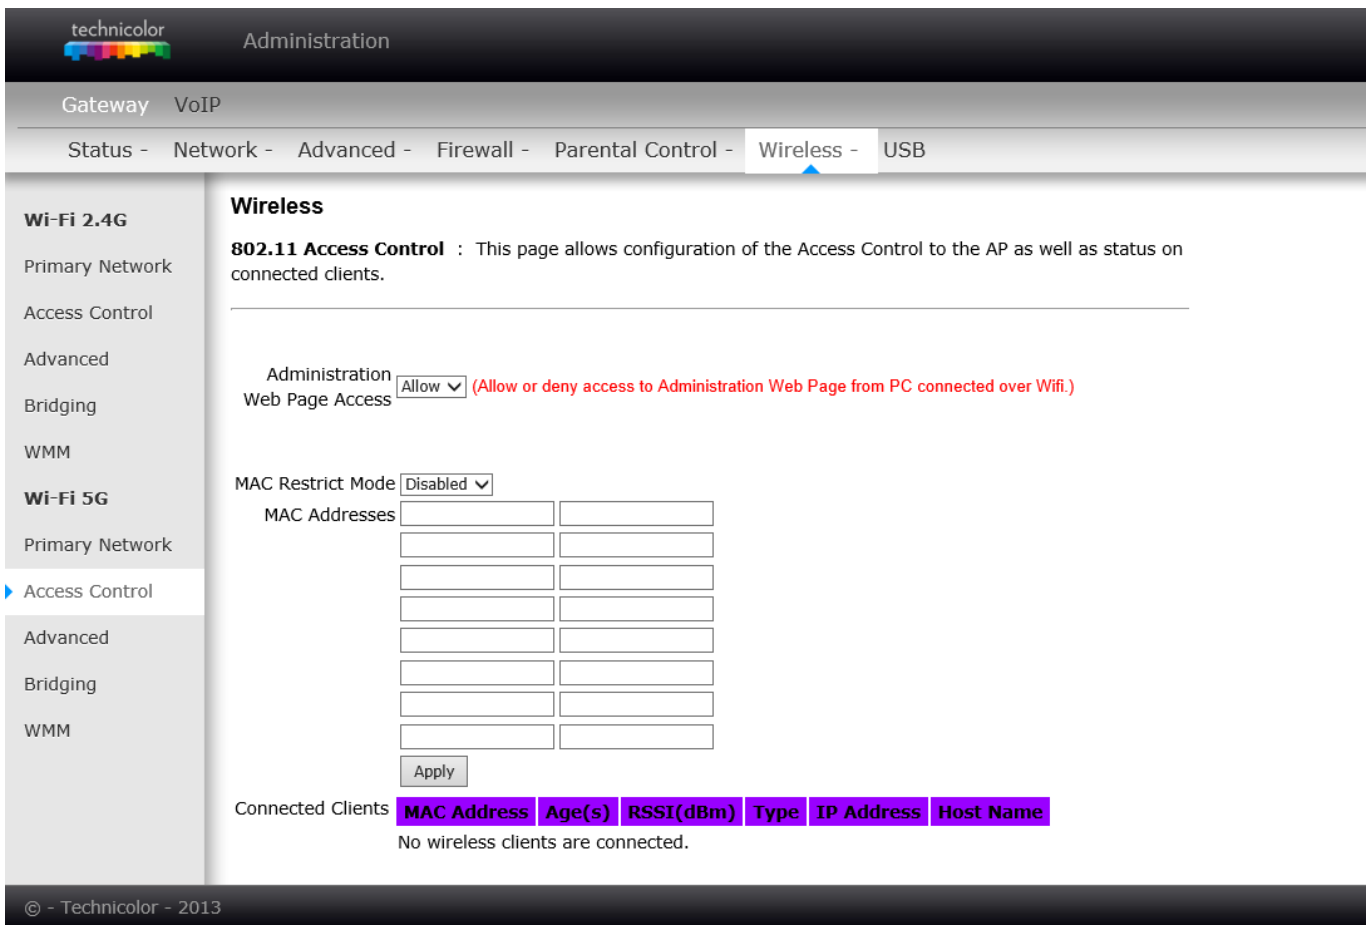 technicolor
Administration
Gateway VoIP
Status - Network - Advanced - Firewall - Parental Control - Wireless - USB
Wi-Fi 2.4G
Primary Network
Access Control
Advanced
Bridging
WMM
Wi-Fi 5G
Primary Network
Access Control
Advanced
Bridging
WMM
Wireless
802.11 Access Control : This page allows configuration of the Access Control to the AP as well as status on
connected clients.
Administration
Web Page Access Allow (Allow or deny access to Administration Web Page from PC connected over Wifi.)
MAC Restrict Mode Disabled
MAC Addresses
Apply
Connected Clients MAC Address Age(s) RSSI(dBm) Type IP Address Host Name
No wireless clients are connected.
© - Technicolor - 2013